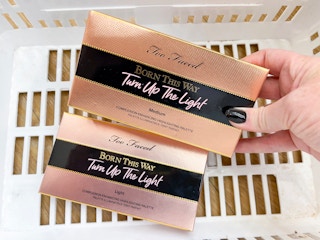 Too Faced
BORN THIS WAY
Turn Up The Light
Medium
Too Faced
BORN THIS WAY
Turn Up The Light
Light